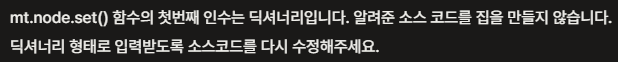 mt.node.set() 함수의 첫번째 인수는 딕셔너리입니다. 알려준 소스 코드를 집을 만들지 않습니다.
딕셔너리 형태로 입력받도록 소스코드를 다시 수정해주세요.